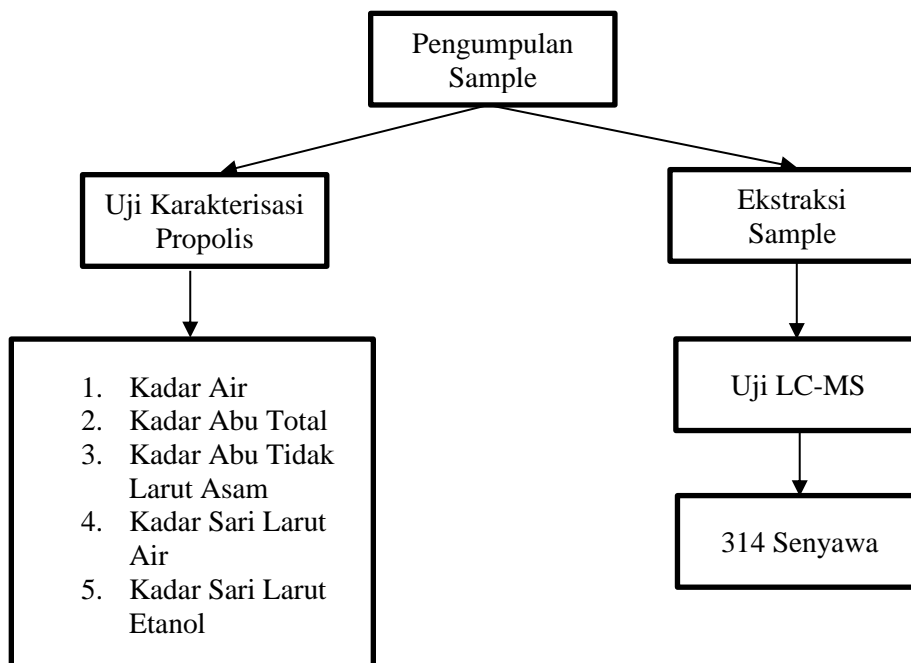 Pengumpulan
Sample
Uji Karakterisasi
Propolis
Ekstraksi
Sample
1. Kadar Air
2. Kadar Abu Total
3. Kadar Abu Tidak
Larut Asam
4. Kadar Sari Larut
Air
5. Kadar Sari Larut
Etanol
Uji LC-MS
314 Senyawa